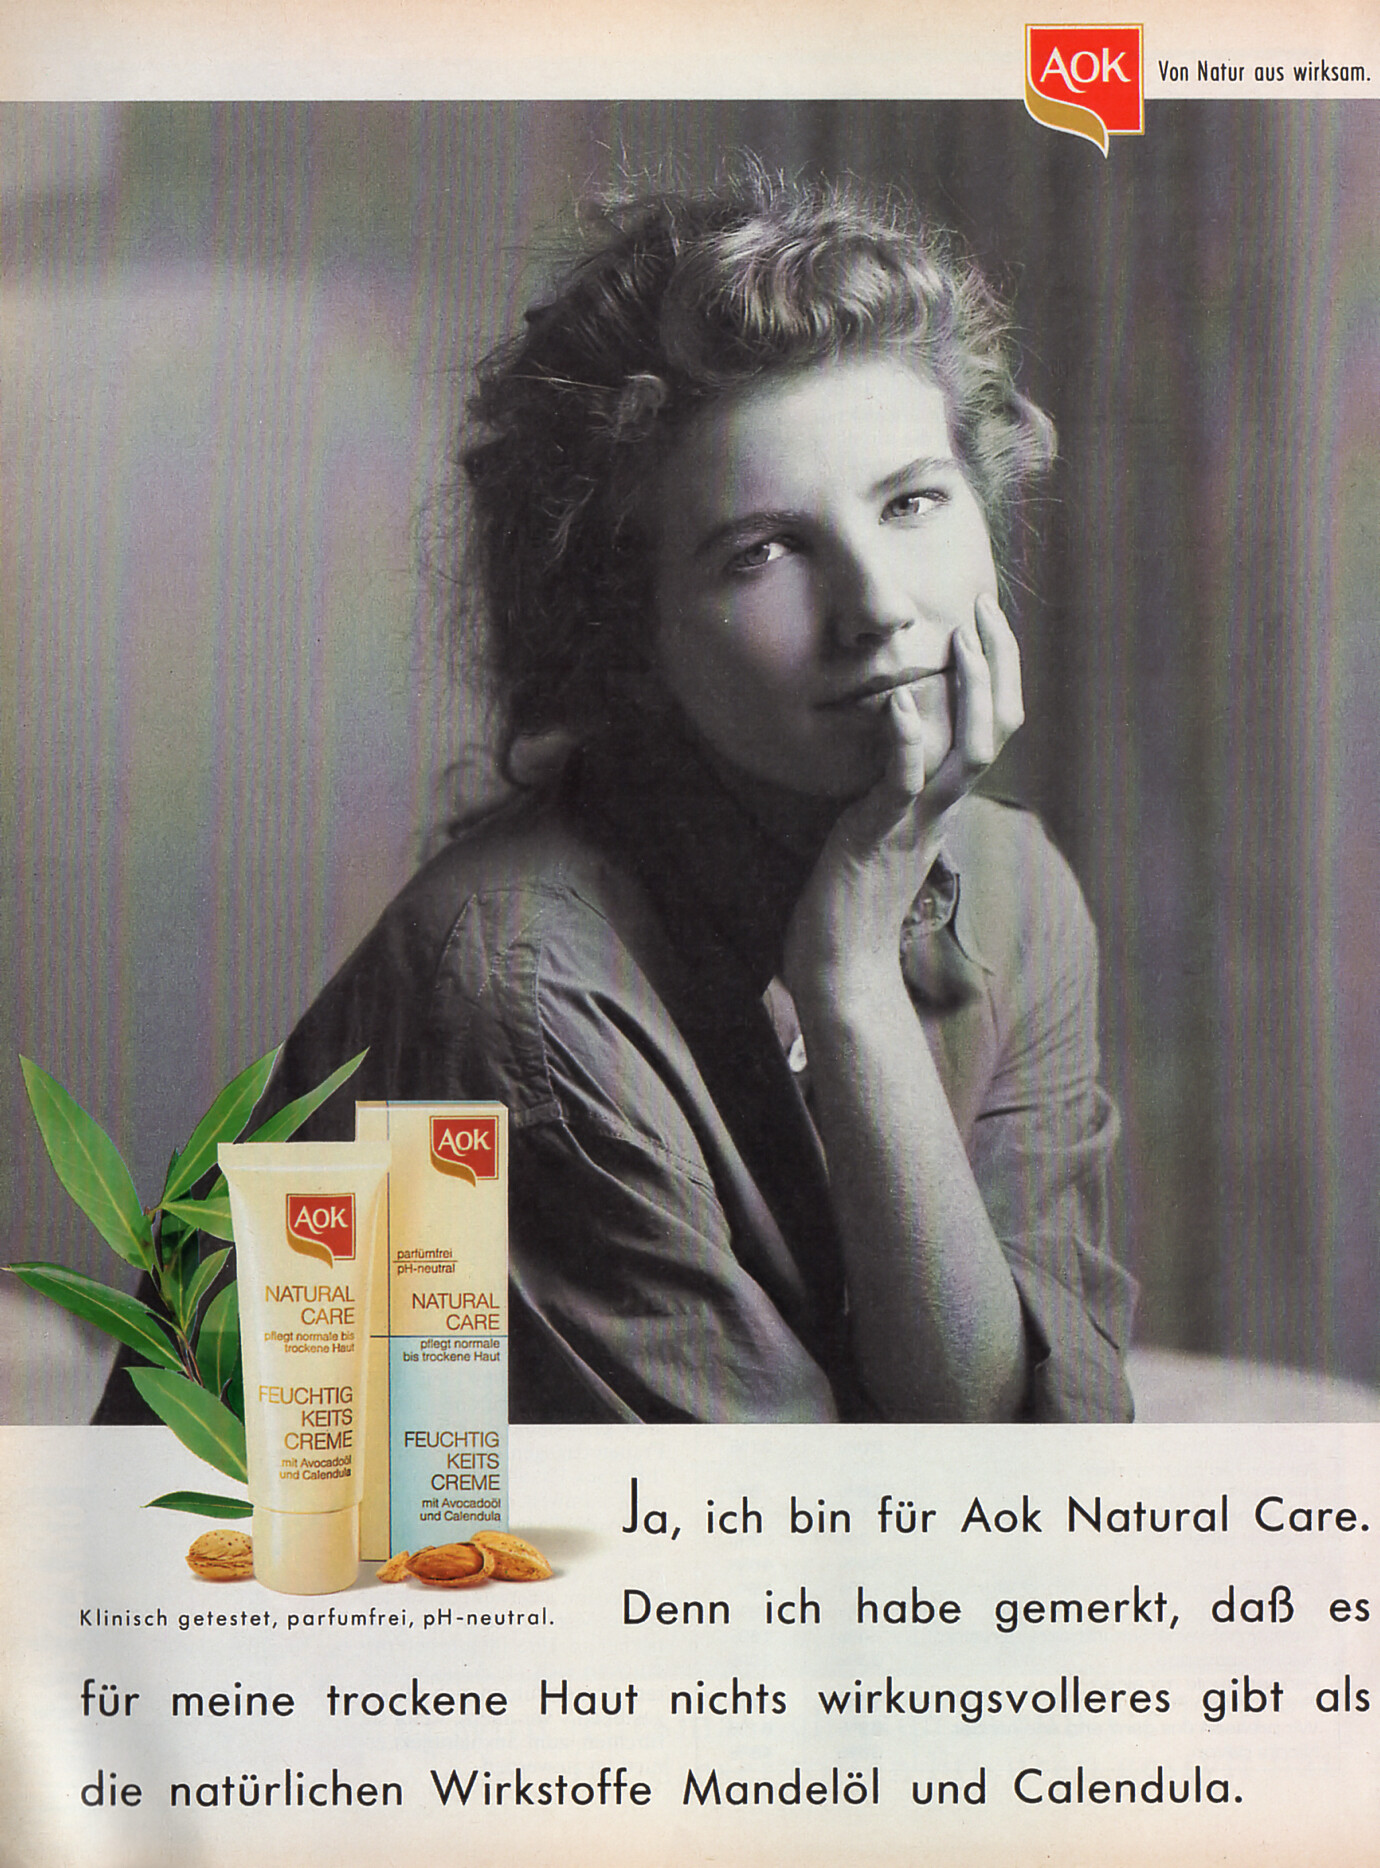 Aok
Von Natur aus wirksam.
Aok
NATURAL
CARE
pflegt normale bis
trockene Haut
FEUCHTIG
KEITS
CREME
mit Avocadoöl
und Calendula
Aok
parfümfrei
pH-neutral
NATURAL
CARE
pflegt normale
bis trockene Haut
FEUCHTIG
KEITS
CREME
mit Avocadoöl
und Calendula
Klinisch getestet, parfumfrei, pH-neutral.
Ja, ich bin für Aok Natural Care.
Denn ich habe gemerkt, daß es
für meine trockene Haut nichts wirkungsvolleres gibt als
die natürlichen Wirkstoffe Mandelöl und Calendula.